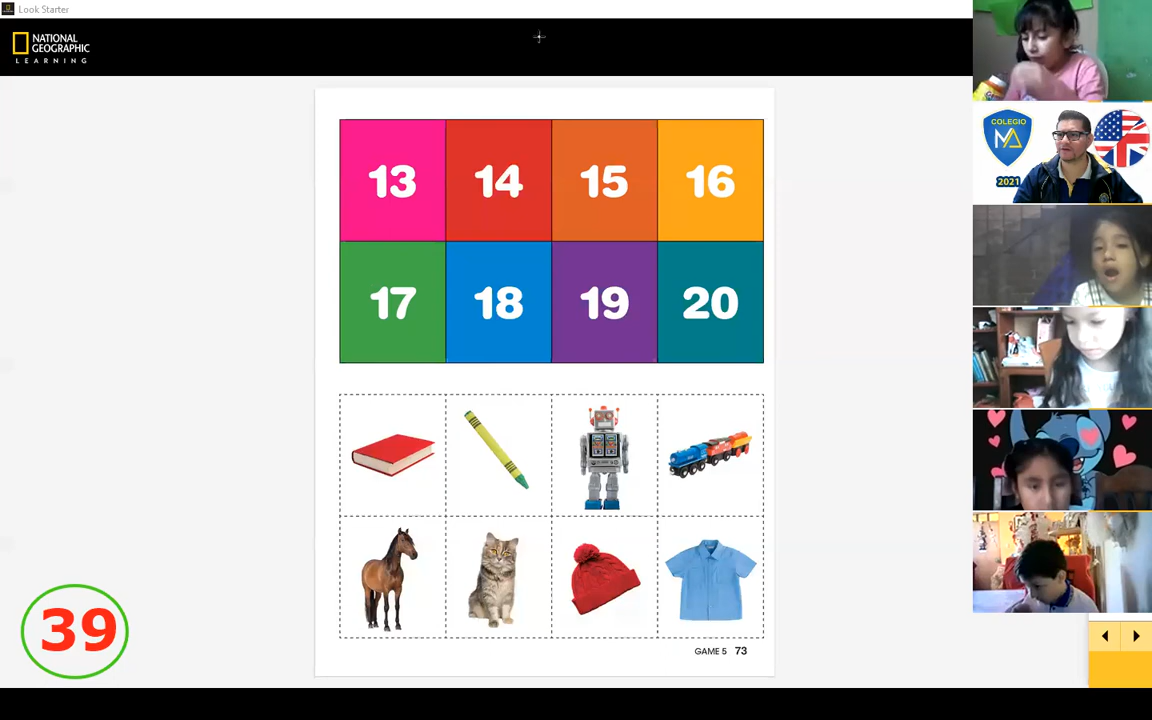 Look Starter
NATIONAL
GEOGRAPHIC
LEARNING
13 14 15 16
17 18 19 20
39
GAME 5 73
COLEGIO
MA
2021